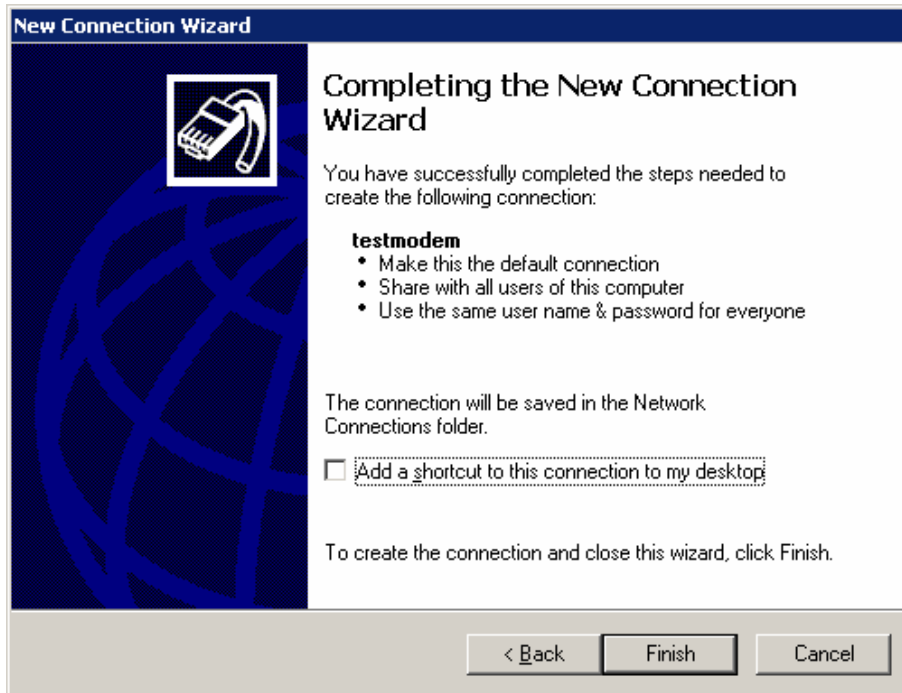 New Connection Wizard
Completing the New Connection
Wizard
You have successfully completed the steps needed to
create the following connection:
testmodem
• Make this the default connection
• Share with all users of this computer
• Use the same user name & password for everyone
The connection will be saved in the Network
Connections folder.
Add a shortcut to this connection to my desktop
To create the connection and close this wizard, click Finish.
< Back
Finish
Cancel